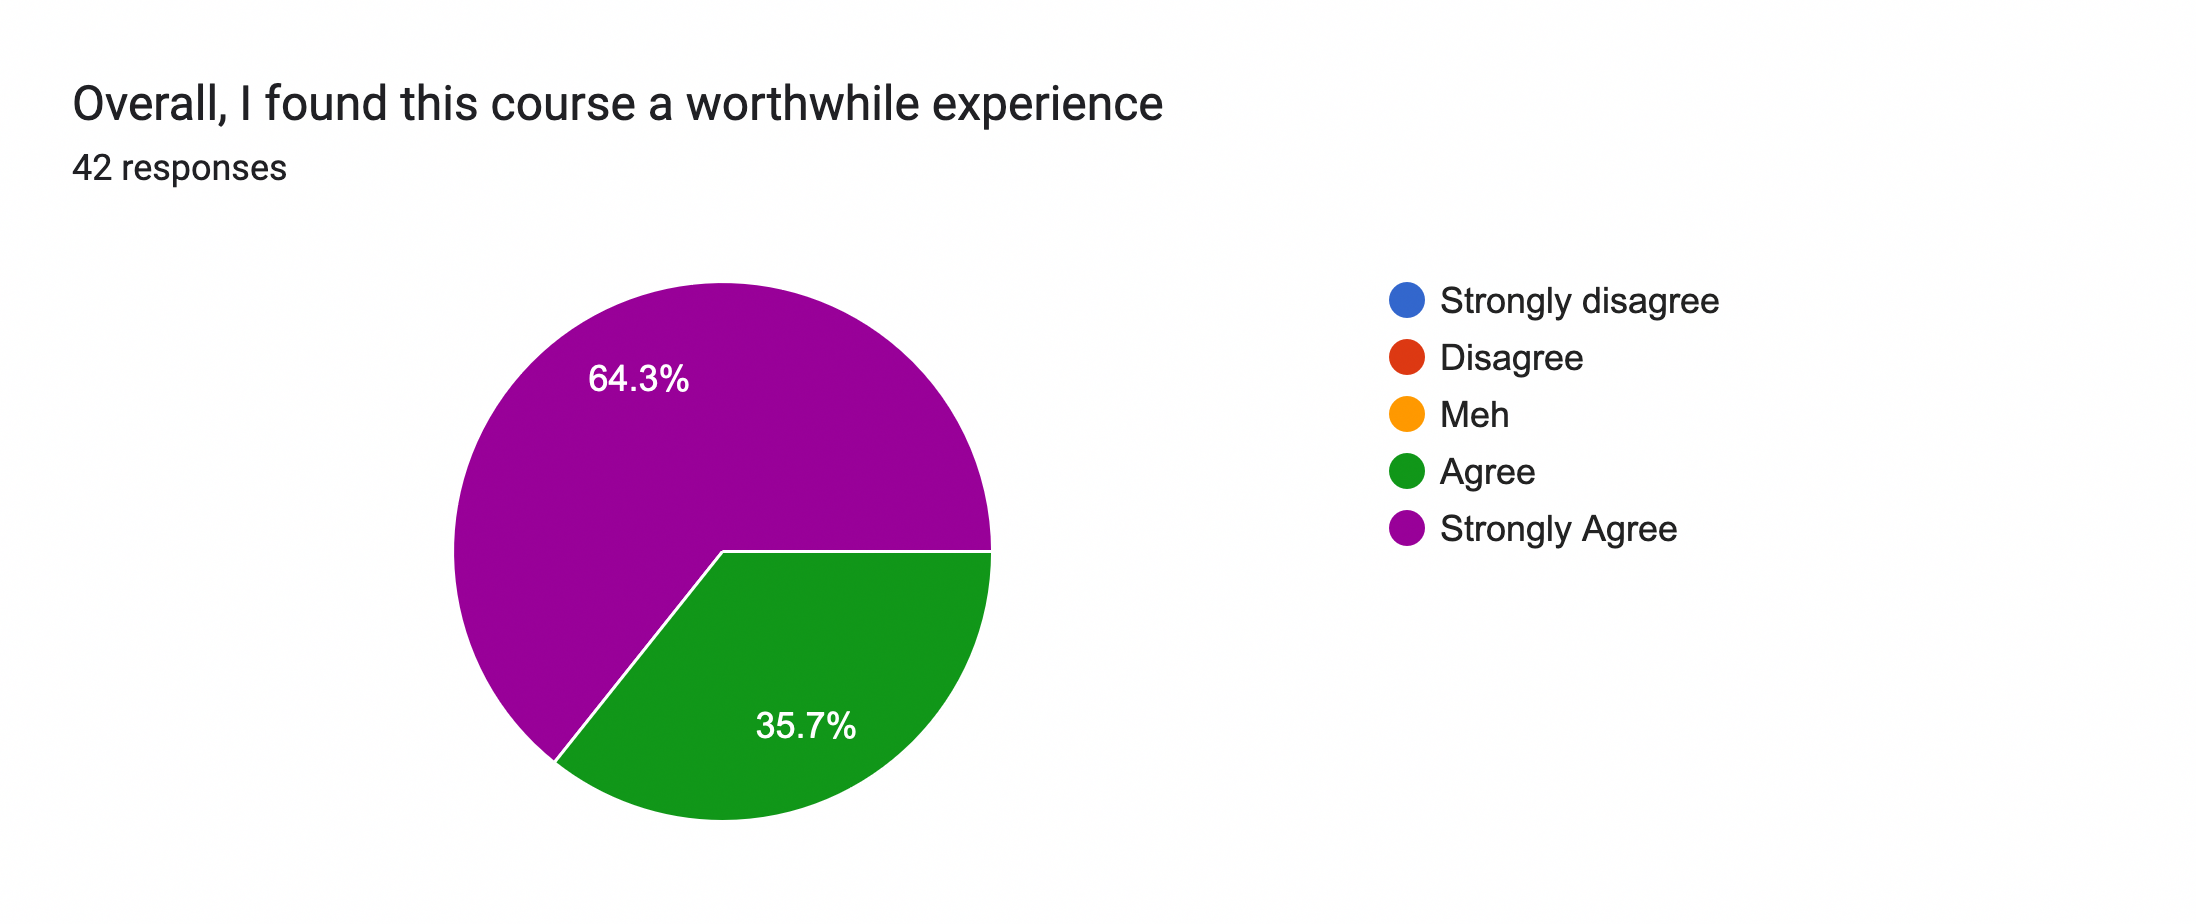 Overall, I found this course a worthwhile experience
42 responses
64.3%
35.7%
Strongly disagree
Disagree
Meh
Agree
Strongly Agree